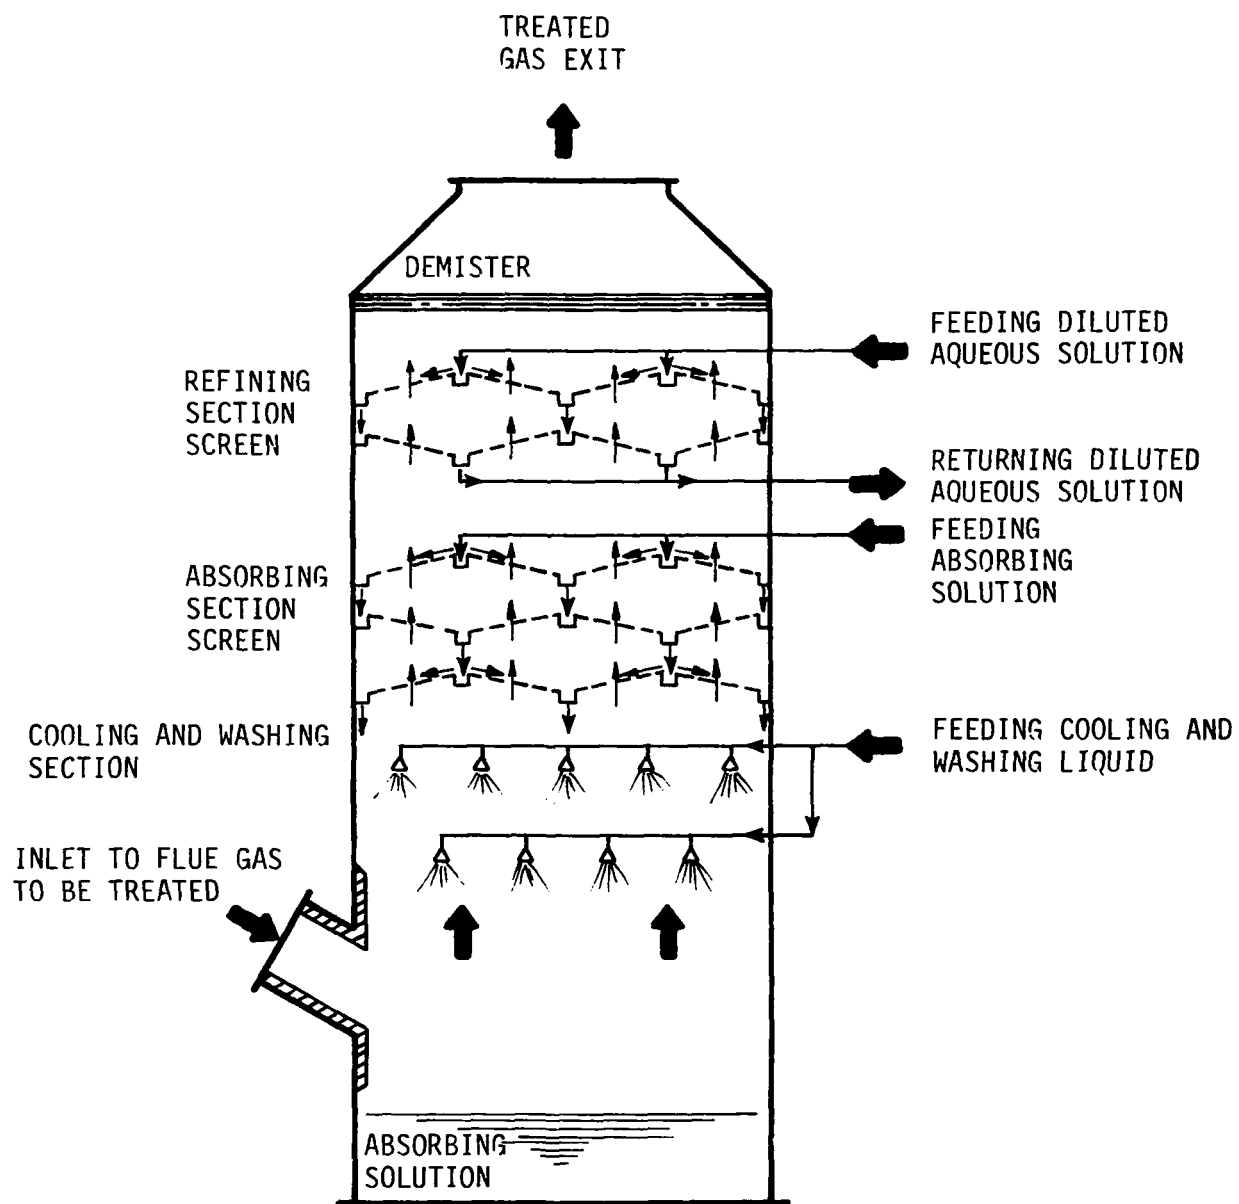 TREATED
GAS EXIT
DEMISTER
FEEDING DILUTED
AQUEOUS SOLUTION
REFINING
SECTION
SCREEN
RETURNING DILUTED
AQUEOUS SOLUTION
FEEDING
ABSORBING
SOLUTION
ABSORBING
SECTION
SCREEN
COOLING AND WASHING
SECTION
FEEDING COOLING AND
WASHING LIQUID
INLET TO FLUE GAS
TO BE TREATED
ABSORBING
SOLUTION